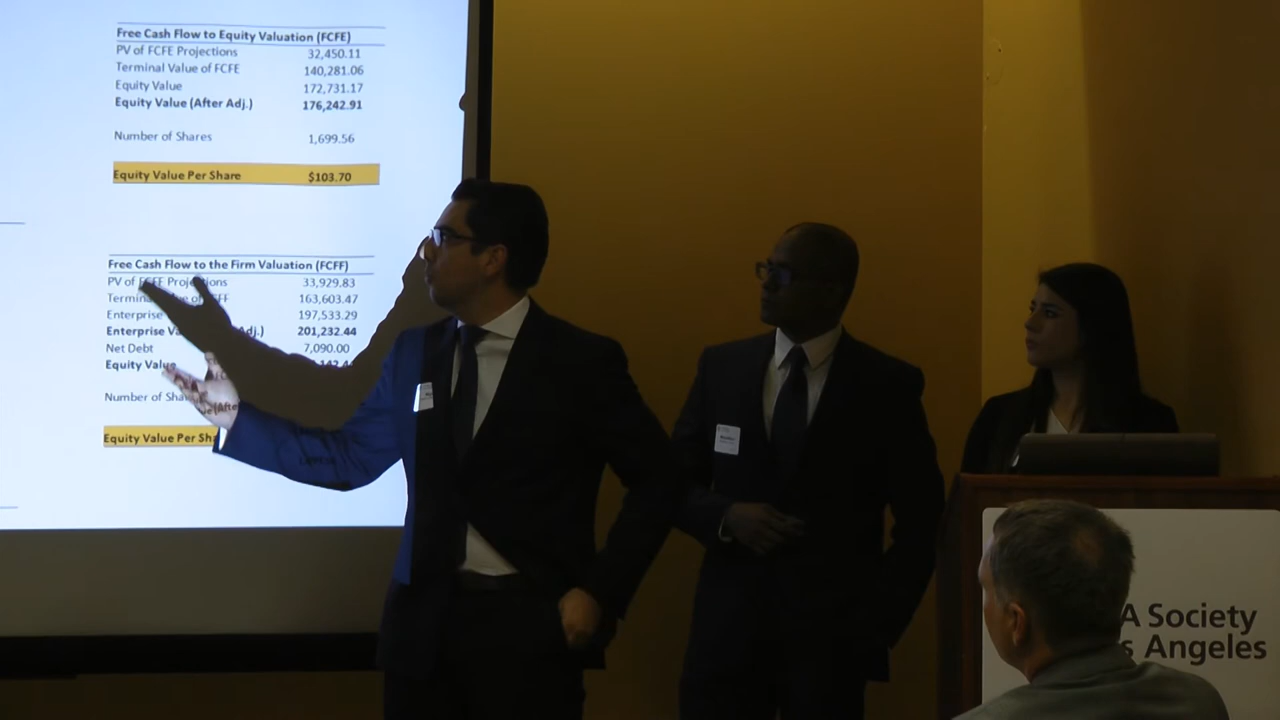 Free Cash Flow to Equity Valuation (FCFE)
PV of FCFE Projections 32,450.11
Terminal Value of FCFE 140,281.06
Equity Value 172,731.17
Equity Value (After Adj.) 176,242.91
Number of Shares 1,699.56
Equity Value Per Share $103.70
Free Cash Flow to the Firm Valuation (FCFF)
PV of Projections 33,929.83
163,603.47
Enterprise 197,533.29
Enterprise Adj.) 201,232.44
Net Debt 7,090.00
Equity Value
Number of
Equity Value Per
A Society
Angeles